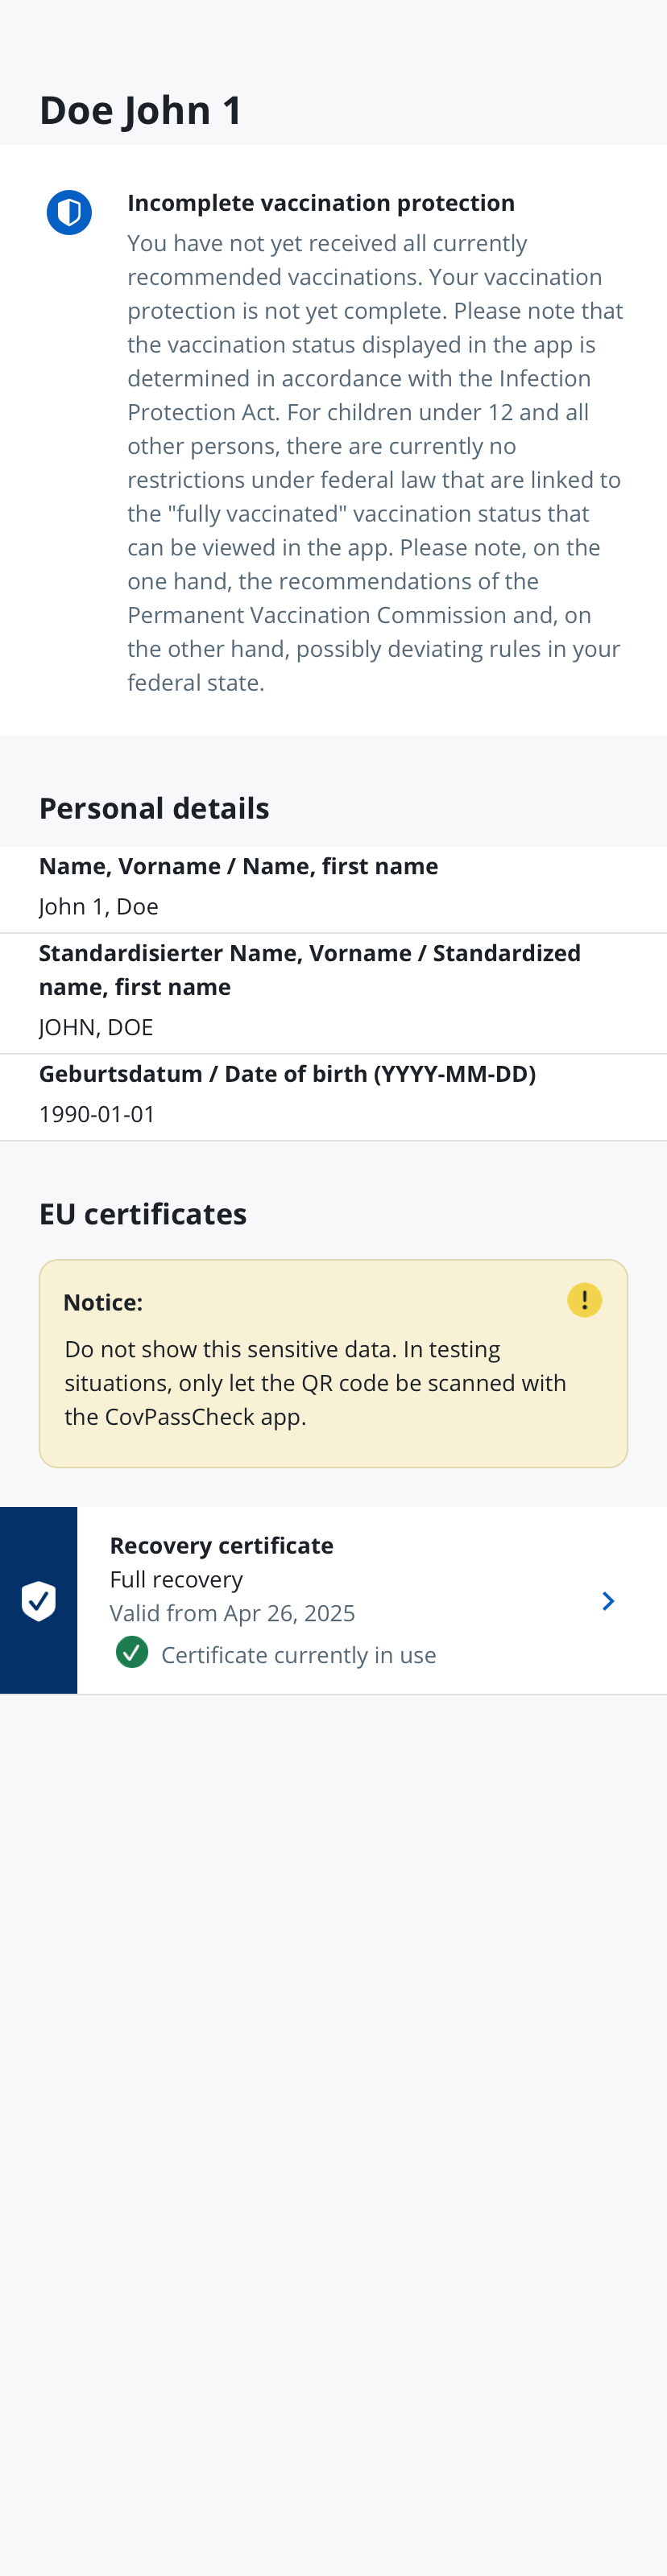 Doe John 1
Incomplete vaccination protection
You have not yet received all currently
recommended vaccinations. Your vaccination
protection is not yet complete. Please note that
the vaccination status displayed in the app is
determined in accordance with the Infection
Protection Act. For children under 12 and all
other persons, there are currently no
restrictions under federal law that are linked to
the "fully vaccinated" vaccination status that
can be viewed in the app. Please note, on the
one hand, the recommendations of the
Permanent Vaccination Commission and, on
the other hand, possibly deviating rules in your
federal state.
Personal details
Name, Vorname / Name, first name
John 1, Doe
Standardisierter Name, Vorname / Standardized
name, first name
JOHN, DOE
Geburtsdatum / Date of birth (YYYY-MM-DD)
1990-01-01
EU certificates
Notice:
Do not show this sensitive data. In testing
situations, only let the QR code be scanned with
the CovPassCheck app.
Recovery certificate
Full recovery
Valid from Apr 26, 2025
Certificate currently in use